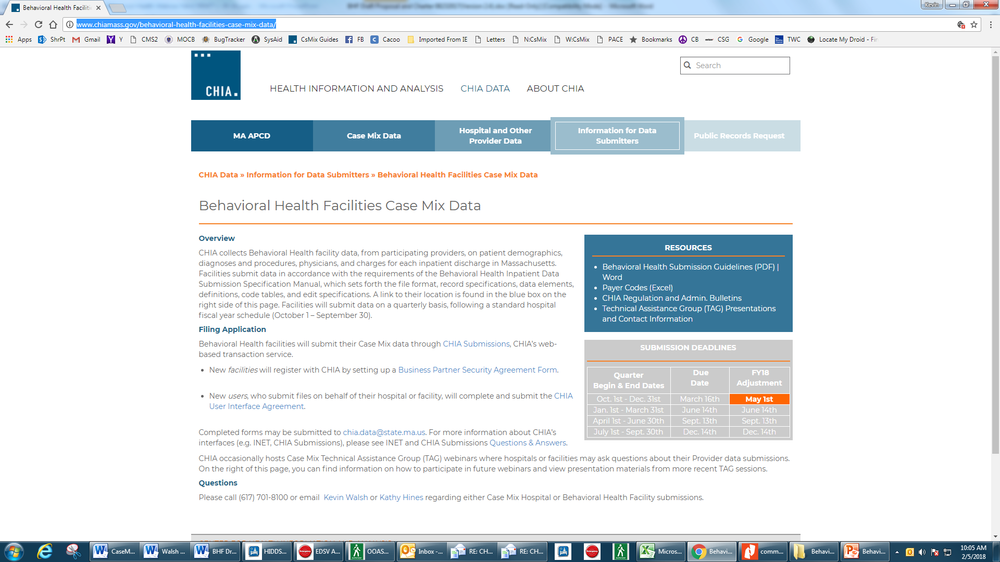 Behavioral Health Faciliti
Kevin
www.chiamass.gov/behavioral-health-facilities-case-mix-data/
Apps ShrPt Gmail Y CMS2 MOCB BugTracker SysAid CsMix Guides FB Cacoo Imported From IE Letters N:CsMix W:CsMix PACE Bookmarks CB CSG Google TWC Locate My Droid - Fin
CHIA.
Search
HEALTH INFORMATION AND ANALYSIS CHIA DATA ABOUT CHIA
MA APCD
Case Mix Data
Hospital and Other
Provider Data
Information for Data
Submitters
Public Records Request
CHIA Data » Information for Data Submitters » Behavioral Health Facilities Case Mix Data
Behavioral Health Facilities Case Mix Data
Overview
CHIA collects Behavioral Health facility data, from participating providers, on patient demographics,
diagnoses and procedures, physicians, and charges for each inpatient discharge in Massachusetts.
Facilities submit data in accordance with the requirements of the Behavioral Health Inpatient Data
Submission Specification Manual, which sets forth the file format, record specifications, data elements,
definitions, code tables, and edit specifications. A link to their location is found in the blue box on the
right side of this page. Facilities will submit data on a quarterly basis, following a standard hospital
fiscal year schedule (October 1 – September 30).
Filing Application
Behavioral Health facilities will submit their Case Mix data through CHIA Submissions, CHIA's web-
based transaction service.
• New facilities will register with CHIA by setting up a Business Partner Security Agreement Form.
• New users, who submit files on behalf of their hospital or facility, will complete and submit the CHIA
User Interface Agreement.
Completed forms may be submitted to chia.data@state.ma.us. For more information about CHIA's
interfaces (e.g. INET, CHIA Submissions), please see INET and CHIA Submissions Questions & Answers.
RESOURCES
• Behavioral Health Submission Guidelines (PDF) |
Word
• Payer Codes (Excel)
• CHIA Regulation and Admin. Bulletins
• Technical Assistance Group (TAG) Presentations
and Contact Information
SUBMISSION DEADLINES
Quarter Due FY18
Begin & End Dates Date Adjustment
Oct. 1st - Dec. 31st March 16th May 1st
Jan. 1st - March 31st June 14th June 14th
April 1st - June 30th Sept. 13th Sept. 13th
July 1st - Sept. 30th Dec. 14th Dec. 14th
CHIA occasionally hosts Case Mix Technical Assistance Group (TAG) webinars where hospitals or facilities may ask questions about their Provider data submissions.
On the right of this page, you can find information on how to participate in future webinars and view presentation materials from more recent TAG sessions.
Questions
Please call (617) 701-8100 or email Kevin Walsh or Kathy Hines regarding either Case Mix Hospital or Behavioral Health Facility submissions.
CaseM... Walsh ... BHF Dr... HIDDS... EDSV A... OOAS... Inbox -... RE: CH... RE: CH... Micros... Behavi... comm... Behavi... Behavi...
10:05 AM
2/5/2018